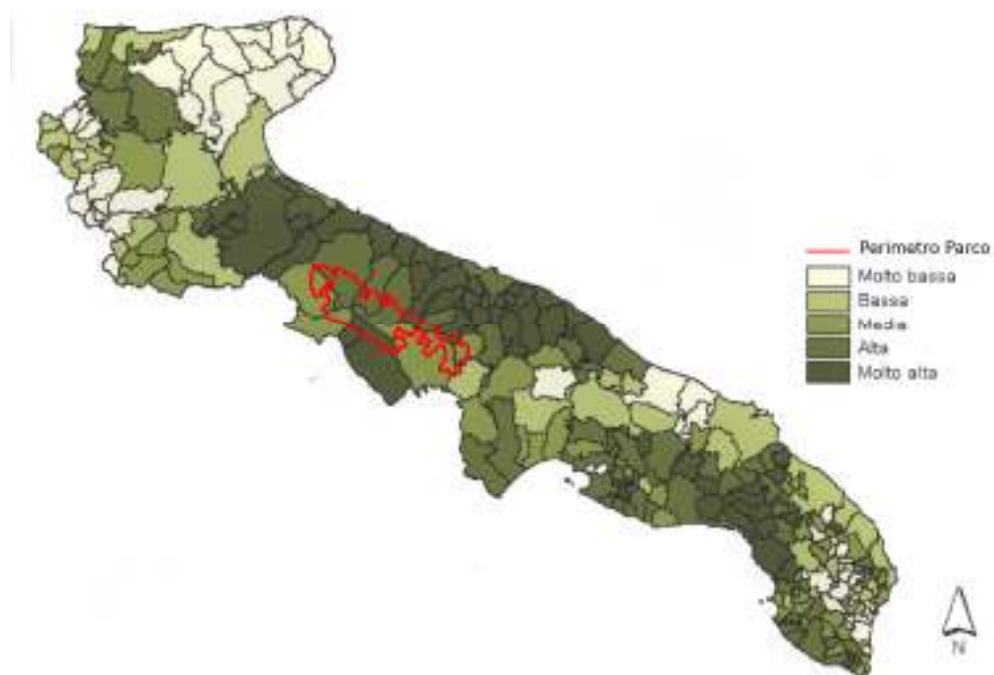 Perimetro Parco
Molto bassa
Bassa
Media
Alta
Molto alta
N